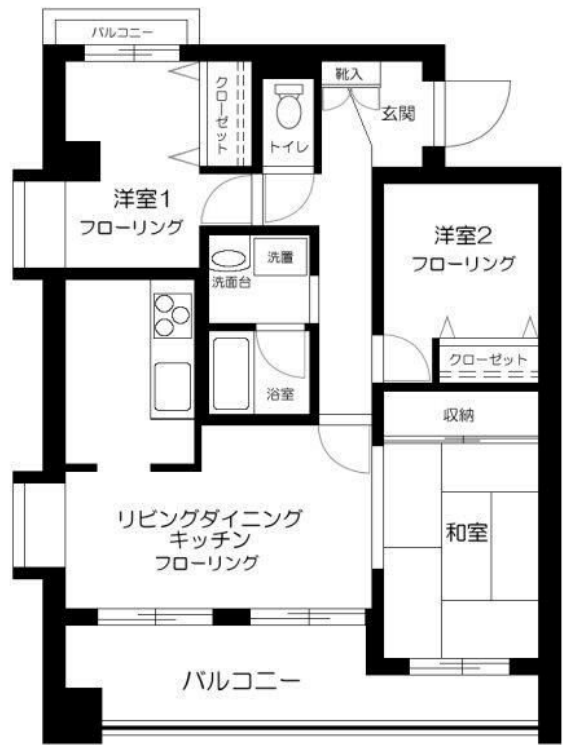 バルコニー
クローゼット
トイレ
靴入
玄関
洋室1
フローリング
洋室2
フローリング
洗面台
洗置
浴室
クローゼット
収納
リビングダイニング
キッチン
フローリング
和室
バルコニー